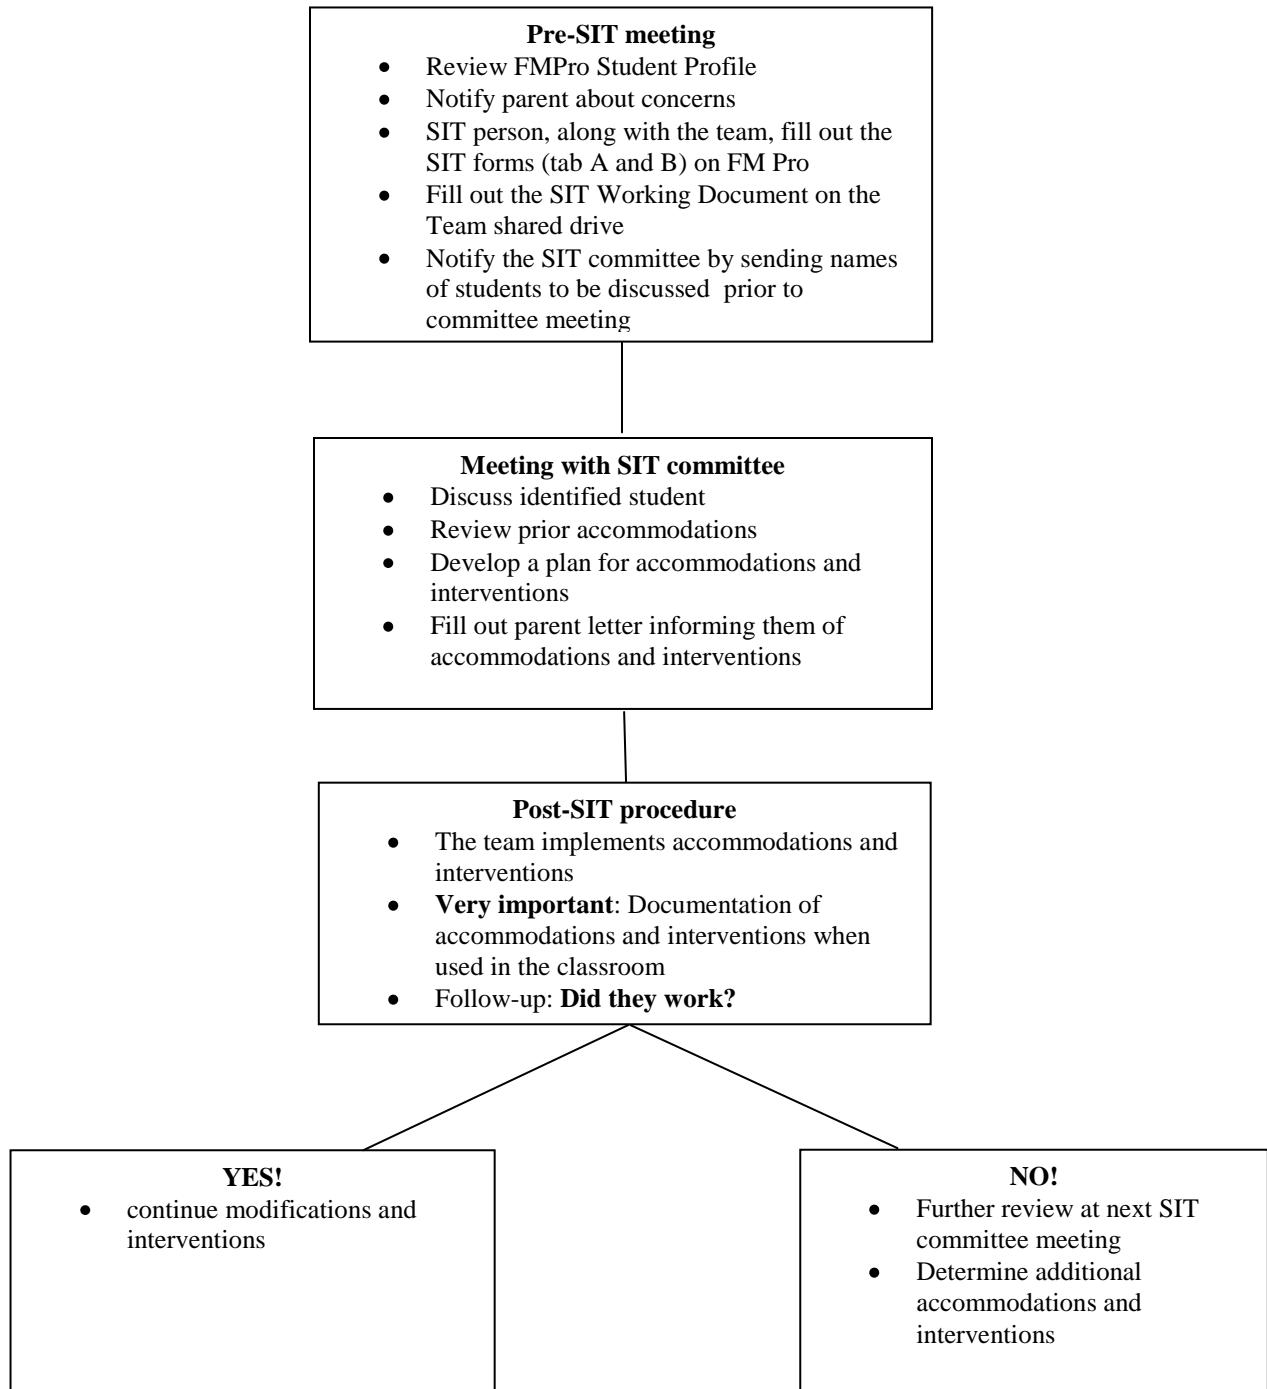 Pre-SIT meeting
• Review FMPro Student Profile
• Notify parent about concerns
• SIT person, along with the team, fill out the
SIT forms (tab A and B) on FM Pro
• Fill out the SIT Working Document on the
Team shared drive
• Notify the SIT committee by sending names
of students to be discussed  prior to
committee meeting
Meeting with SIT committee
• Discuss identified student
• Review prior accommodations
• Develop a plan for accommodations and
interventions
• Fill out parent letter informing them of
accommodations and interventions
Post-SIT procedure
• The team implements accommodations and
interventions
• Very important: Documentation of
accommodations and interventions when
used in the classroom
• Follow-up: Did they work?
YES!
• continue modifications and
interventions
NO!
• Further review at next SIT
committee meeting
• Determine additional
accommodations and
interventions